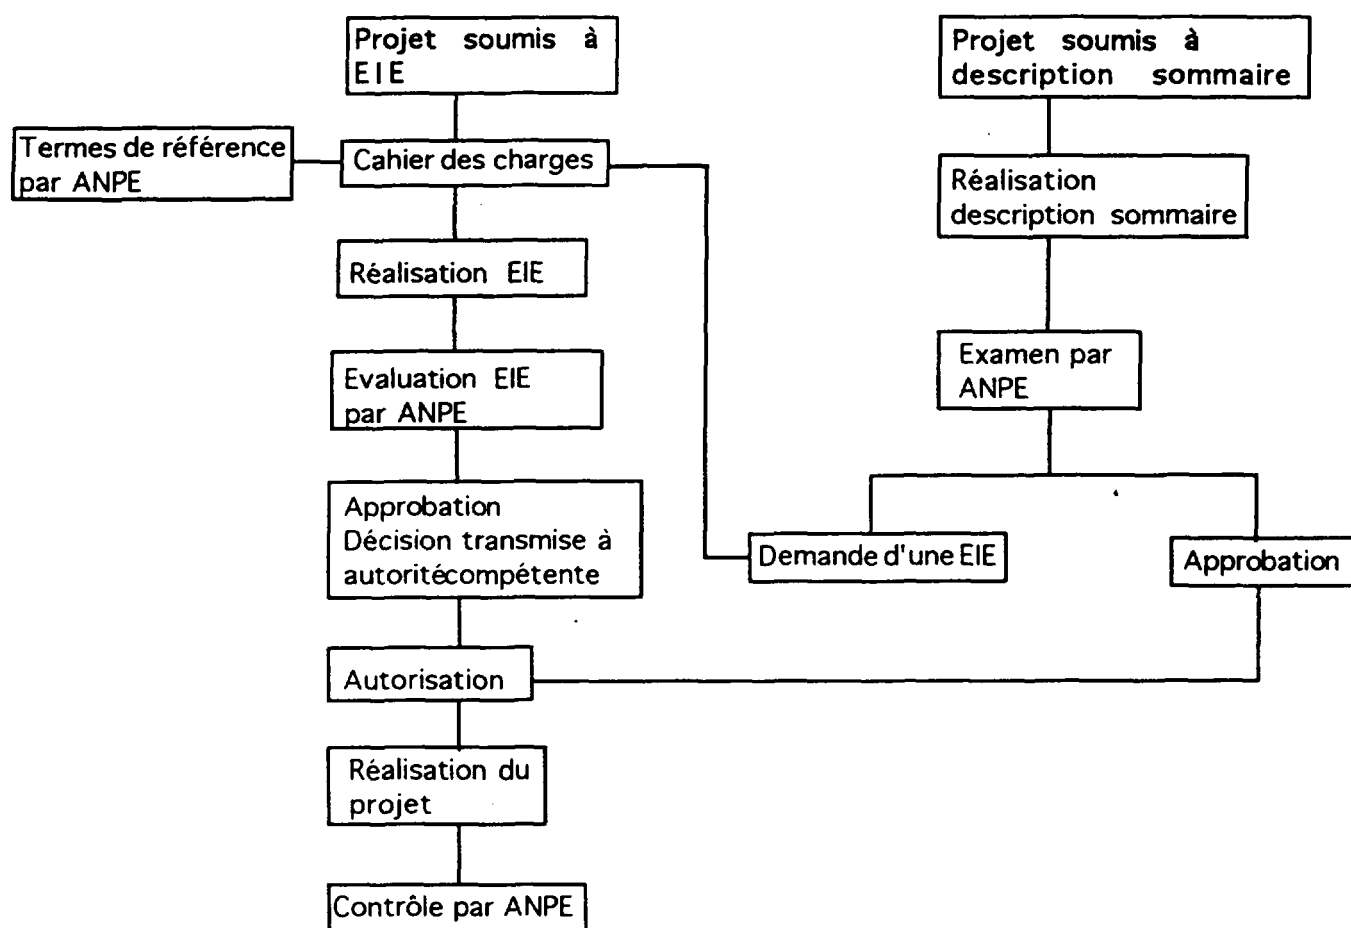 Projet soumis à
EIE
Projet soumis à
description sommaire
Termes de référence
par ANPE
Cahier des charges
Réalisation
description sommaire
Réalisation EIE
Evaluation EIE
par ANPE
Examen par
ANPE
Approbation
Décision transmise à
autoritécompétente
Demande d'une EIE
Approbation
Autorisation
Réalisation du
projet
Contrôle par ANPE